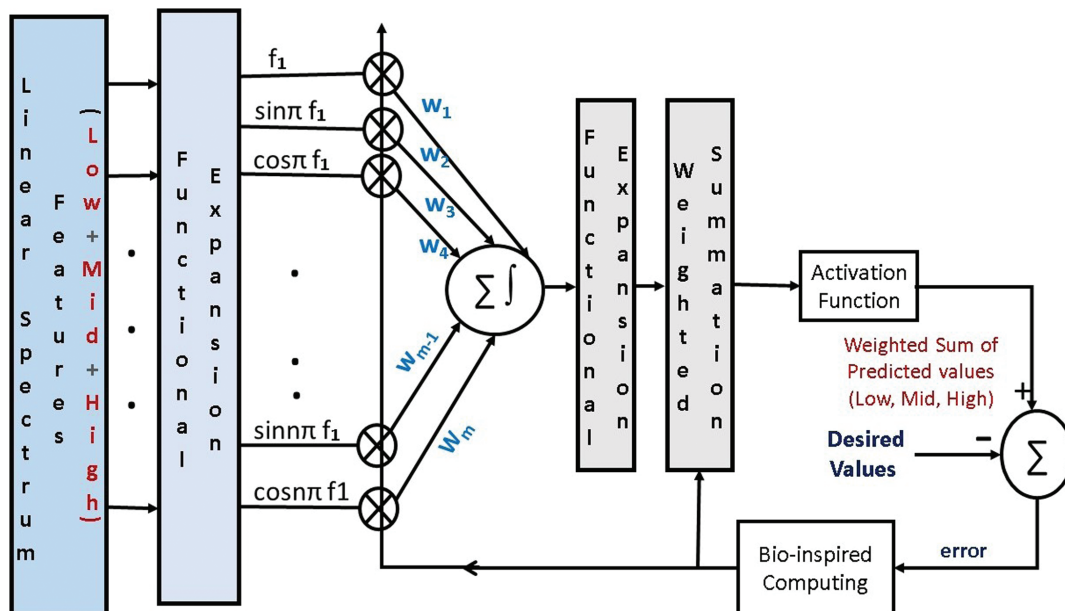 Linear Spectrum
Features
(Low+Mid+High)
Functional
Expansion
f1
sinπ f1
cosπ f1
sinnπ f1
cosnπ f1
W1
W2
W3
W4
Wm-1
Wm
∑ ∫
Functional
Expansion
Weighted
Summation
Activation
Function
Weighted Sum of
Predicted values
(Low, Mid, High)
+
-
Desired
Values
∑
error
Bio-inspired
Computing